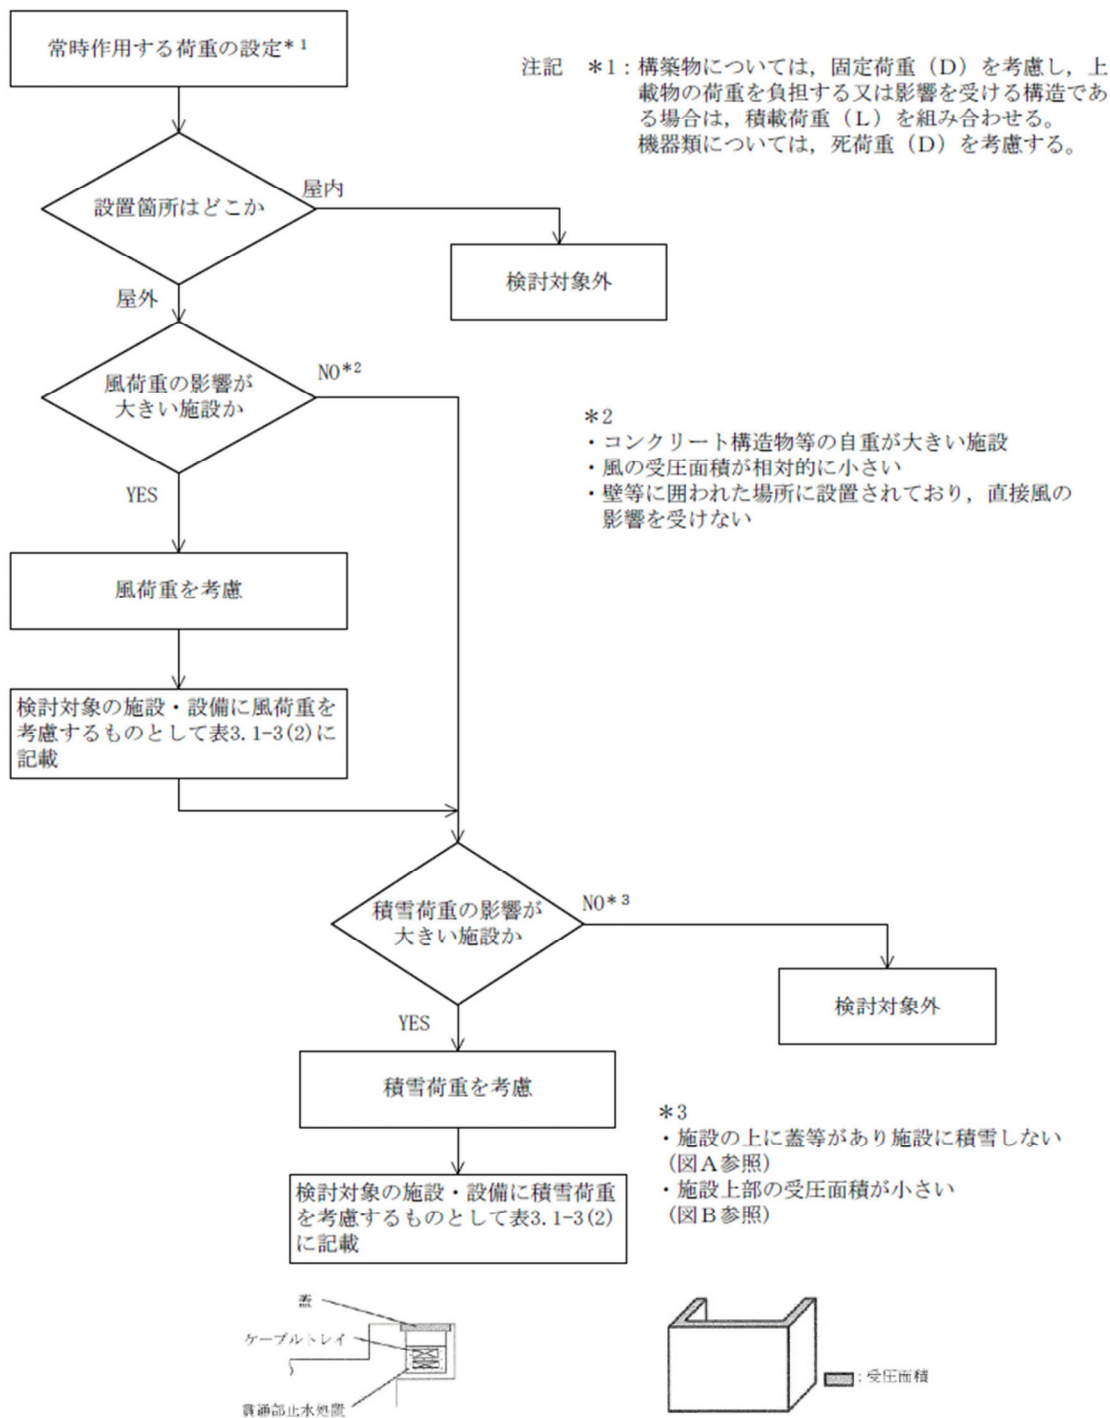 常時作用する荷重の設定＊1
注記　＊1：構築物については，固定荷重（D）を考慮し，上
載物の荷重を負担する又は影響を受ける構造であ
る場合は，積載荷重（L）を組み合わせる。
機器類については，死荷重（D）を考慮する。
設置箇所はどこか
屋内
検討対象外
屋外
風荷重の影響が
大きい施設か
NO＊2
YES
＊2
・コンクリート構造物等の自重が大きい施設
・風の受圧面積が相対的に小さい
・壁等に囲われた場所に設置されており，直接風の
影響を受けない
風荷重を考慮
検討対象の施設・設備に風荷重を
考慮するものとして表3.1-3(2)に
記載
積雪荷重の影響が
大きい施設か
NO＊3
検討対象外
YES
積雪荷重を考慮
＊3
・施設の上に蓋等があり施設に積雪しない
（図A参照）
・施設上部の受圧面積が小さい
（図B参照）
検討対象の施設・設備に積雪荷重
を考慮するものとして表3.1-3(2)
に記載
蓋
ケーブルトレイ
貫通部止水処置
：受圧面積